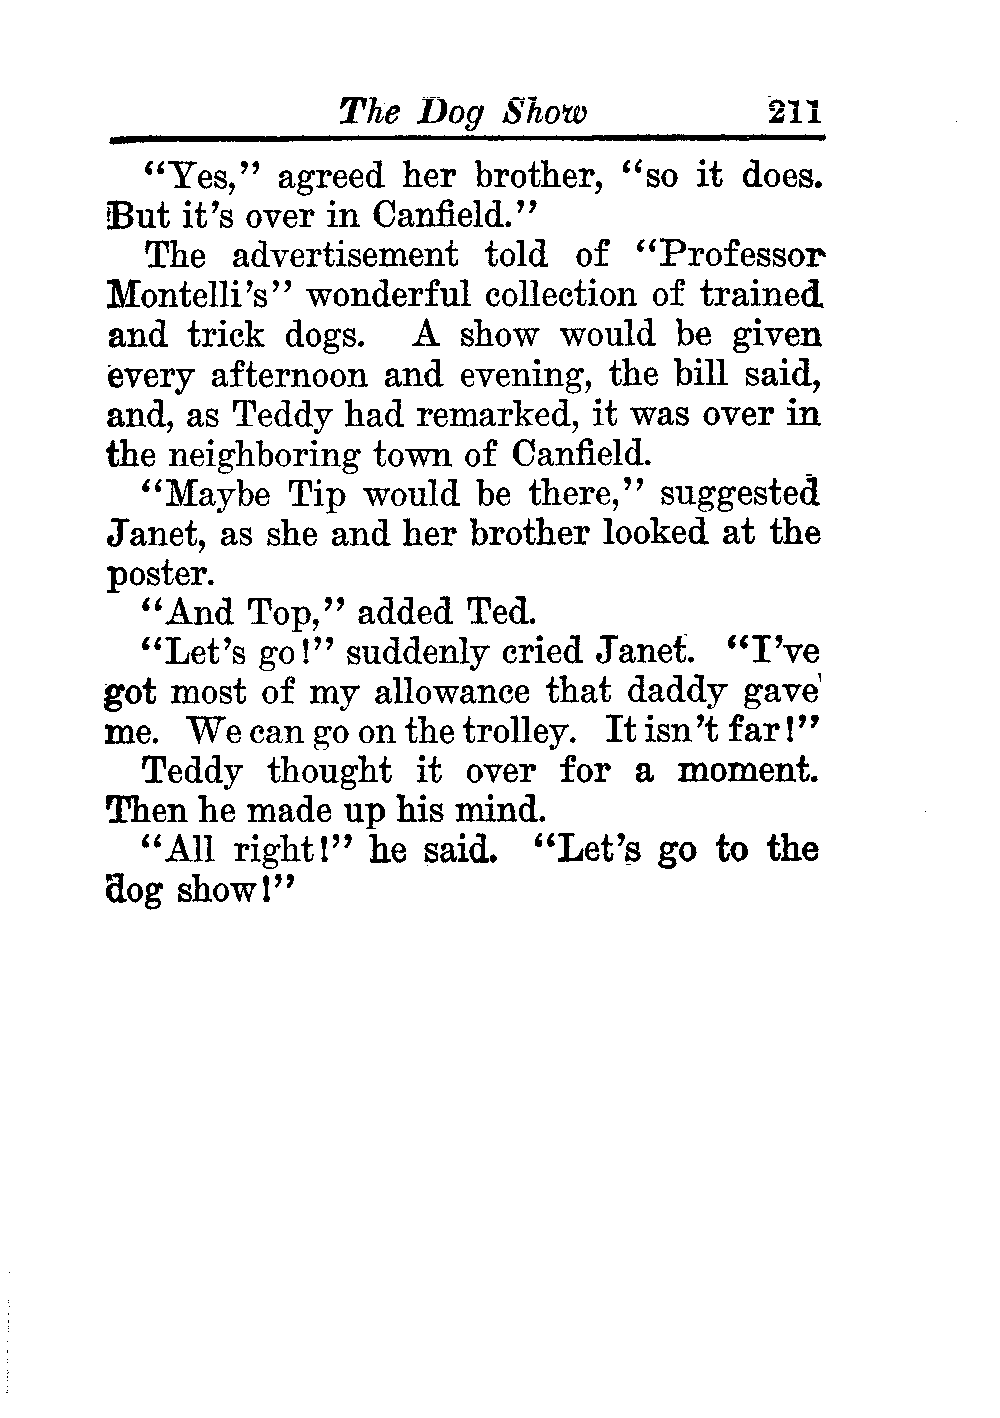 The Dog Show 211
“Yes,” agreed her brother, “so it does.
But it’s over in Canfield.”
The advertisement told of “Professor
Montelli’s” wonderful collection of trained
and trick dogs. A show would be given
every afternoon and evening, the bill said,
and, as Teddy had remarked, it was over in
the neighboring town of Canfield.
“Maybe Tip would be there,” suggested
Janet, as she and her brother looked at the
poster.
“And Top,” added Ted.
“Let’s go!” suddenly cried Janet. “I’ve
got most of my allowance that daddy gave
me. We can go on the trolley. It isn’t far!”
Teddy thought it over for a moment.
Then he made up his mind.
“All right!” he said. “Let’s go to the
dog show!”